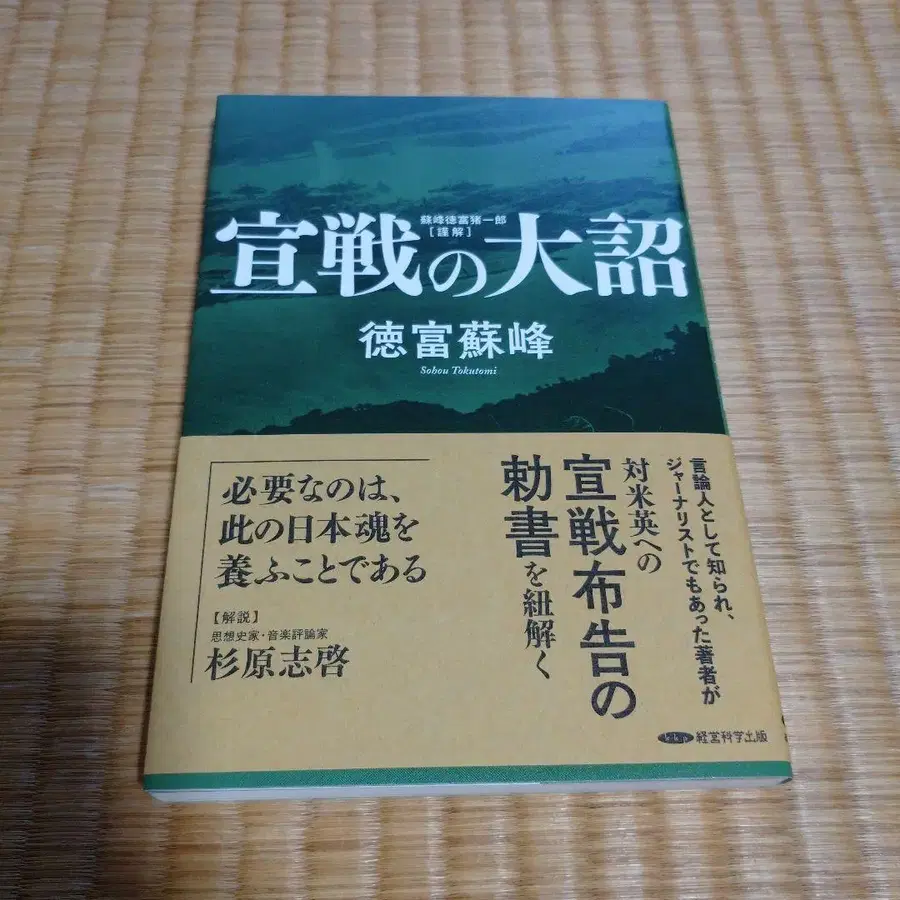 蘇峰徳富猪一郎
[謹解]
宣戦の大詔
徳富蘇峰
Sohou Tokutomi
言論人として知られ、
ジャーナリストでもあった著者が
対米英への
宣戦布告の
勅書を紐解く
必要なのは、
此の日本魂を
養ふことである
【解説】
思想史家・音楽評論家
杉原志啓
経営科学出版